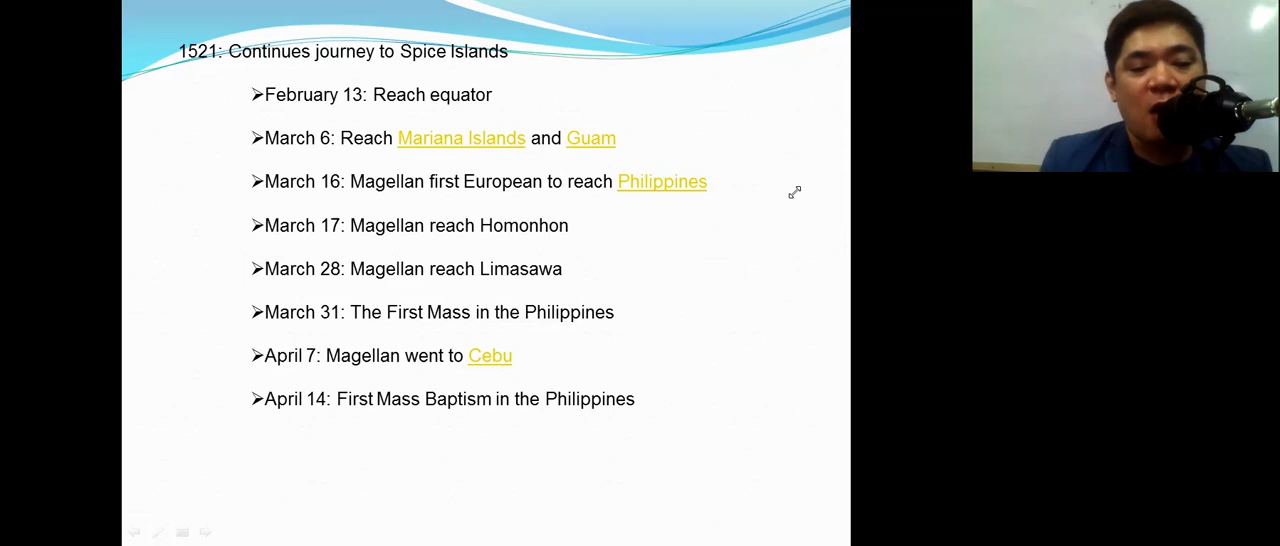 1521: Continues journey to Spice Islands
➢February 13: Reach equator
➢March 6: Reach Mariana Islands and Guam
➢March 16: Magellan first European to reach Philippines
➢March 17: Magellan reach Homonhon
➢March 28: Magellan reach Limasawa
➢March 31: The First Mass in the Philippines
➢April 7: Magellan went to Cebu
➢April 14: First Mass Baptism in the Philippines